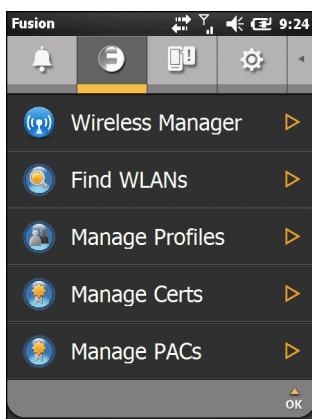 Fusion 9:24
Wireless Manager
Find WLANs
Manage Profiles
Manage Certs
Manage PACs
OK